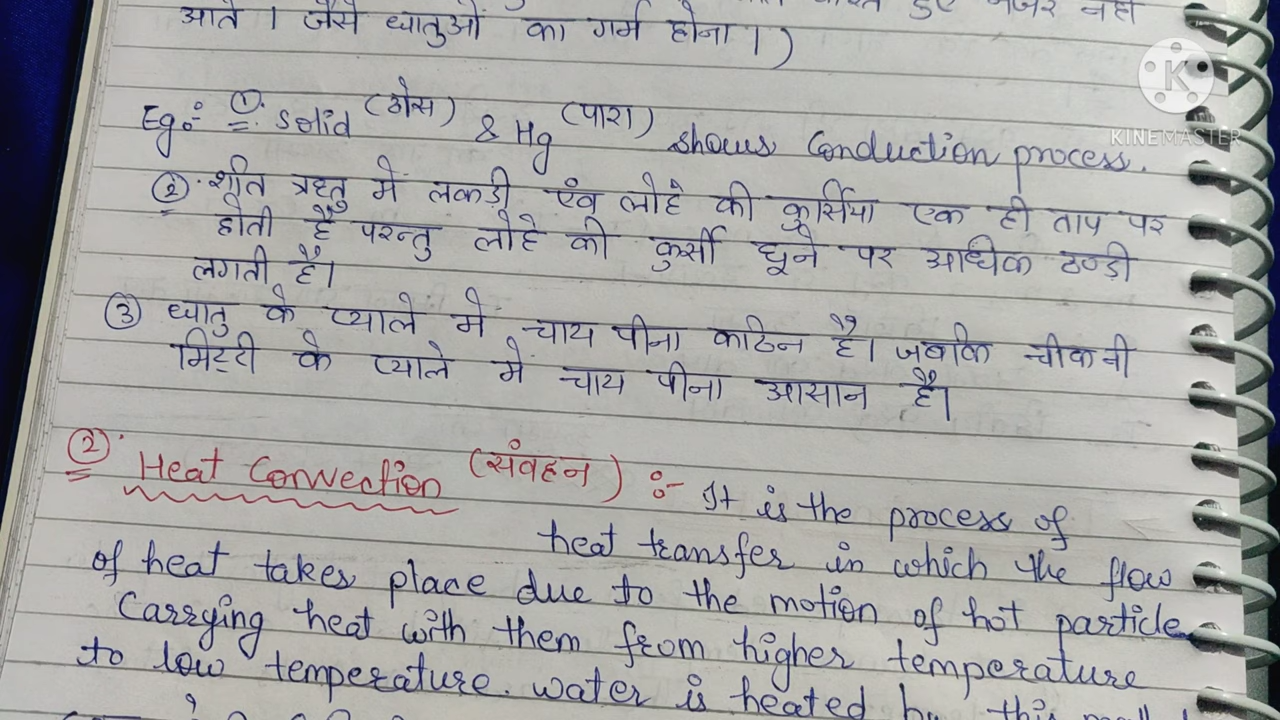 आते । जैसे धातुओं का गर्म होना । )
Eg:- ①. Solid (ठोस) & Hg (पारा) shows Conduction process.
② शीत ऋतु में लकड़ी एंव लोहे की कुर्सिया एक ही ताप पर
होती है परन्तु लोहे की कुर्सी छूने पर अधिक ठण्डी
लगती है।
③ धातु के प्याले में चाय पीना कठिन है। जबकि चीकनी
मिट्टी के प्याले में चाय पीना आसान है।
② Heat Convection (संवहन) :- It is the process of
heat transfer in which the flow
of heat takes place due to the motion of hot particle
Carrying heat with them from higher temperature
to low temperature. water is heated by this
KINEMASTER